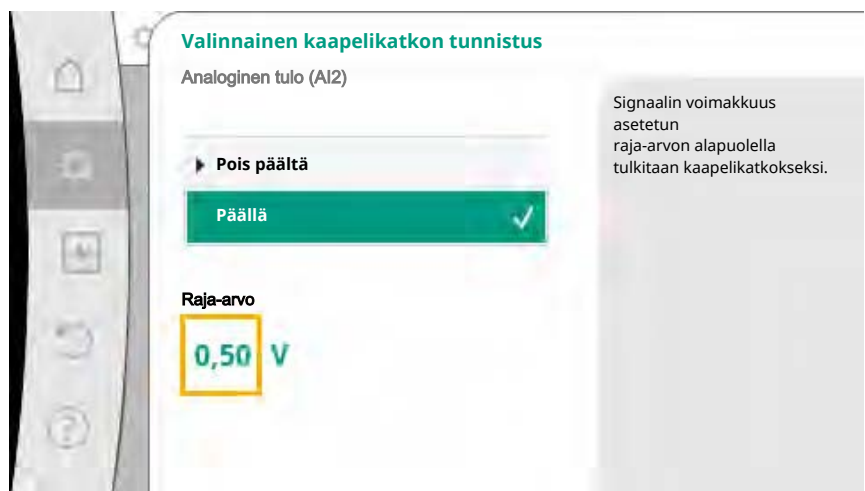 Valinnainen kaapelikatkon tunnistus
Analoginen tulo (AI2)
Pois päältä
Päällä
Raja-arvo
0,50 V
Signaalin voimakkuus
asetetun
raja-arvon alapuolella
tulkitaan kaapelikatkokseksi.